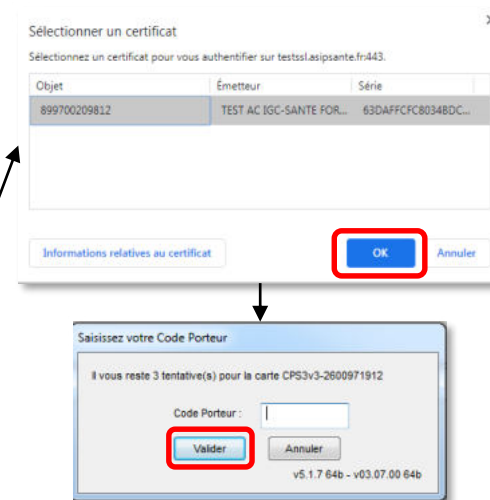 Sélectionner un certificat
Sélectionnez un certificat pour vous authentifier sur testssl.asipsante.fr:443.
Objet Émetteur Série
899700209812 TEST AC IGC-SANTE FOR... 63DAFFCFC8034BDC...
Informations relatives au certificat OK Annuler
Saisissez votre Code Porteur
Il vous reste 3 tentative(s) pour la carte CPS3v3-2600971912
Code Porteur :
Valider Annuler
v5.1.7 64b - v03.07.00 64b